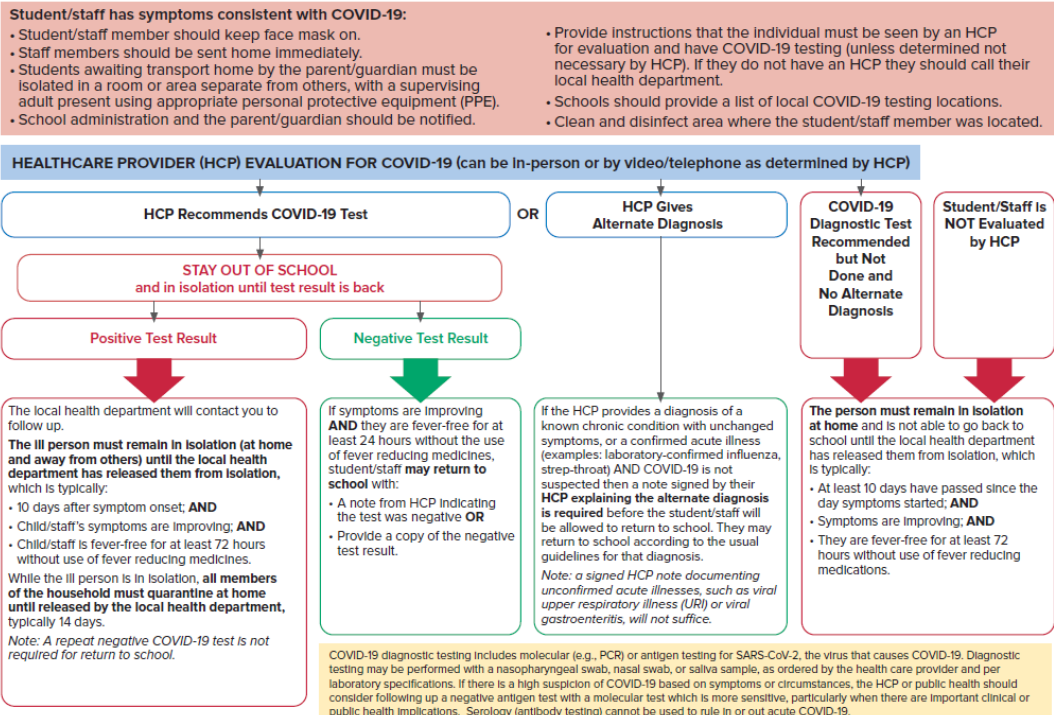 Student/staff has symptoms consistent with COVID-19:
• Student/staff member should keep face mask on.
• Staff members should be sent home immediately.
• Students awaiting transport home by the parent/guardian must be
isolated in a room or area separate from others, with a supervising
adult present using appropriate personal protective equipment (PPE).
• School administration and the parent/guardian should be notified.
• Provide instructions that the individual must be seen by an HCP
for evaluation and have COVID-19 testing (unless determined not
necessary by HCP). If they do not have an HCP they should call their
local health department.
• Schools should provide a list of local COVID-19 testing locations.
• Clean and disinfect area where the student/staff member was located.
HEALTHCARE PROVIDER (HCP) EVALUATION FOR COVID-19 (can be in-person or by video/telephone as determined by HCP)
HCP Recommends COVID-19 Test
OR
HCP Gives
Alternate Diagnosis
COVID-19
Diagnostic Test
Recommended
but Not
Done and
No Alternate
Diagnosis
Student/Staff is
NOT Evaluated
by HCP
STAY OUT OF SCHOOL
and in isolation until test result is back
Positive Test Result
Negative Test Result
The local health department will contact you to
follow up.
The ill person must remain in isolation (at home
and away from others) until the local health
department has released them from isolation,
which is typically:
• 10 days after symptom onset; AND
• Child/staff's symptoms are improving; AND
• Child/staff is fever-free for at least 72 hours
without use of fever reducing medicines.
While the ill person is in isolation, all members
of the household must quarantine at home
until released by the local health department,
typically 14 days.
Note: A repeat negative COVID-19 test is not
required for return to school.
If symptoms are improving
AND they are fever-free for at
least 24 hours without the use
of fever reducing medicines,
student/staff may return to
school with:
• A note from HCP indicating
the test was negative OR
• Provide a copy of the negative
test result.
If the HCP provides a diagnosis of a
known chronic condition with unchanged
symptoms, or a confirmed acute illness
(examples: laboratory-confirmed influenza,
strep-throat) AND COVID-19 is not
suspected then a note signed by their
HCP explaining the alternate diagnosis
is required before the student/staff will
be allowed to return to school. They may
return to school according to the usual
guidelines for that diagnosis.
Note: a signed HCP note documenting
unconfirmed acute illnesses, such as viral
upper respiratory illness (URI) or viral
gastroenteritis, will not suffice.
The person must remain in isolation
at home and is not able to go back to
school until the local health department
has released them from isolation, which
is typically:
• At least 10 days have passed since the
day symptoms started; AND
• Symptoms are improving; AND
• They are fever-free for at least 72
hours without use of fever reducing
medications.
COVID-19 diagnostic testing includes molecular (e.g., PCR) or antigen testing for SARS-CoV-2, the virus that causes COVID-19. Diagnostic
testing may be performed with a nasopharyngeal swab, nasal swab, or saliva sample, as ordered by the health care provider and per
laboratory specifications. If there is a high suspicion of COVID-19 based on symptoms or circumstances, the HCP or public health should
consider following up a negative antigen test with a molecular test which is more sensitive, particularly when there are important clinical or
public health implications. Serology (antibody testing) cannot be used to rule in or out acute COVID-19.